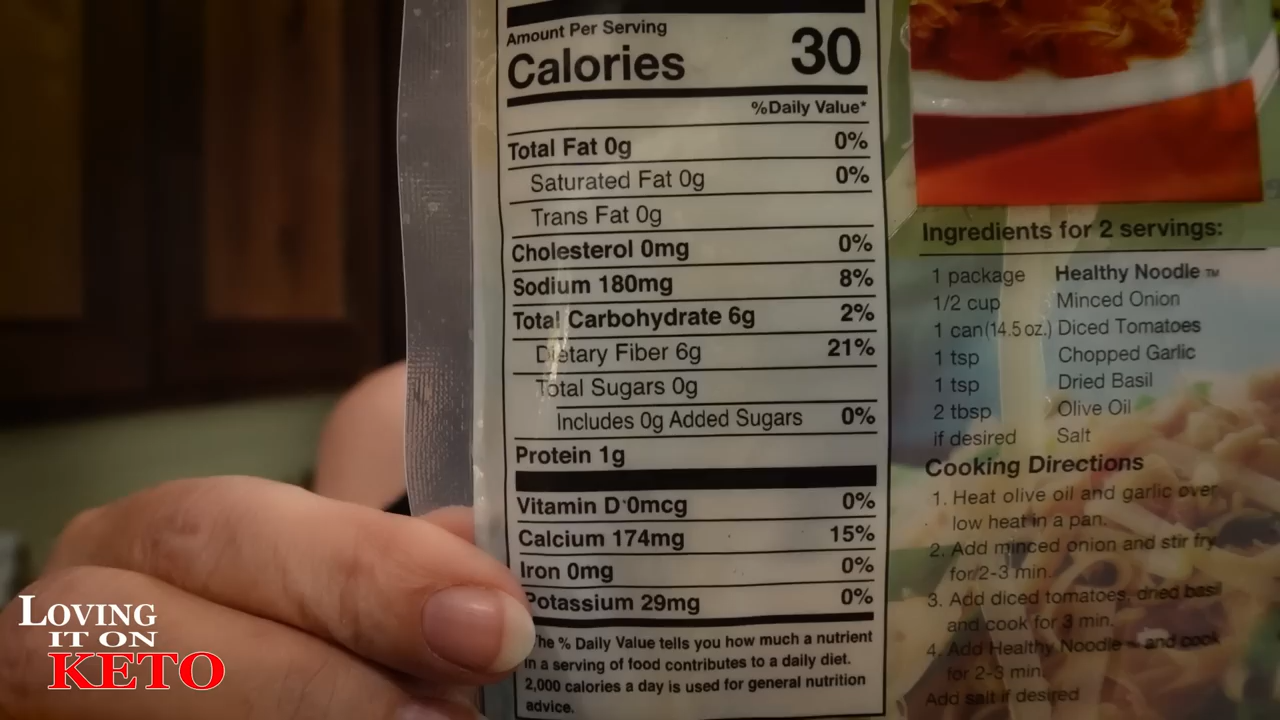 Amount Per Serving
Calories 30
%Daily Value*
Total Fat 0g 0%
Saturated Fat 0g 0%
Trans Fat 0g
Cholesterol 0mg 0%
Sodium 180mg 8%
Total Carbohydrate 6g 2%
Dietary Fiber 6g 21%
Total Sugars 0g
Includes 0g Added Sugars 0%
Protein 1g
Vitamin D 0mcg 0%
Calcium 174mg 15%
Iron 0mg 0%
Potassium 29mg 0%
The % Daily Value tells you how much a nutrient
in a serving of food contributes to a daily diet.
2,000 calories a day is used for general nutrition
advice.
Ingredients for 2 servings:
1 package Healthy Noodle ™
1/2 cup Minced Onion
1 can(14.5 oz.) Diced Tomatoes
1 tsp Chopped Garlic
1 tsp Dried Basil
2 tbsp Olive Oil
if desired Salt
Cooking Directions
1. Heat olive oil and garlic over
low heat in a pan.
2. Add minced onion and stir fry
for 2-3 min.
3. Add diced tomatoes, dried basil
and cook for 3 min.
4. Add Healthy Noodle ™ and cook
for 2-3 min.
Add salt if desired
LOVING
IT ON
KETO